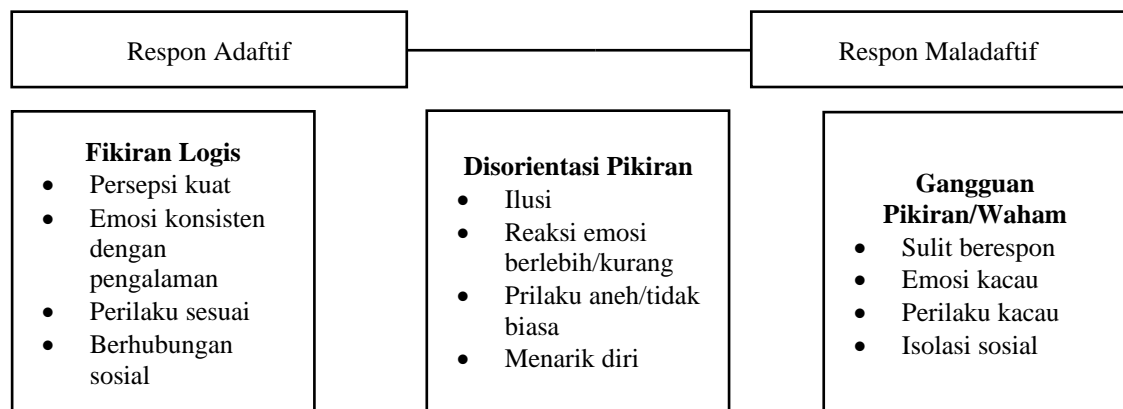 Respon Adaftif
Respon Maladaftif
Fikiran Logis
• Persepsi kuat
• Emosi konsisten
dengan
pengalaman
• Perilaku sesuai
• Berhubungan
sosial
Disorientasi Pikiran
• Ilusi
• Reaksi emosi
berlebih/kurang
• Prilaku aneh/tidak
biasa
• Menarik diri
Gangguan
Pikiran/Waham
• Sulit berespon
• Emosi kacau
• Perilaku kacau
• Isolasi sosial